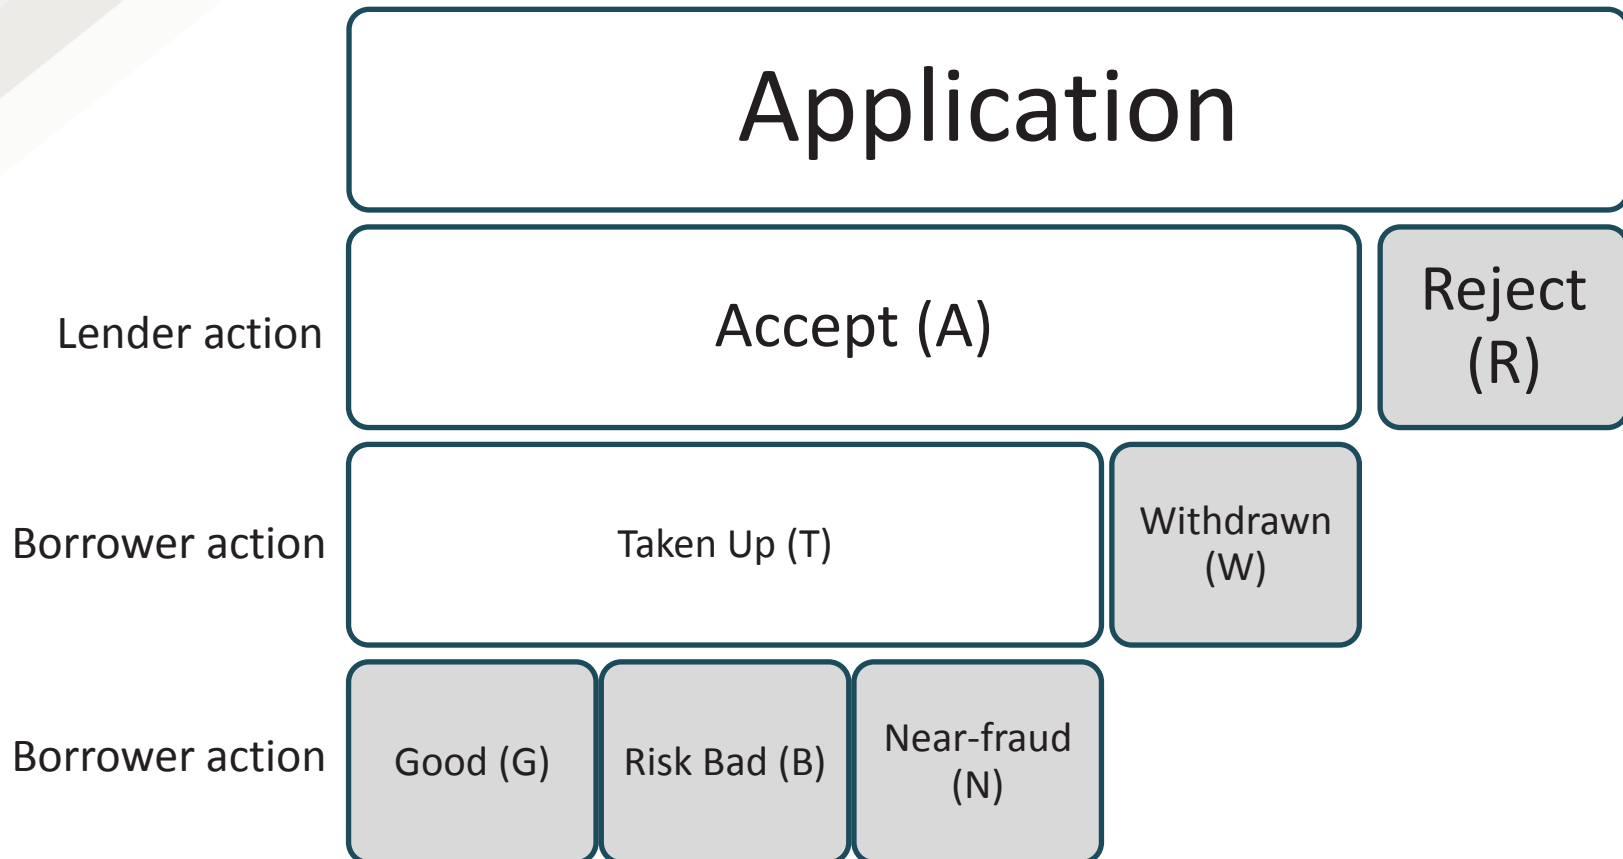 Application
Lender action
Accept (A)
Reject
(R)
Borrower action
Taken Up (T)
Withdrawn
(W)
Borrower action
Good (G)
Risk Bad (B)
Near-fraud
(N)